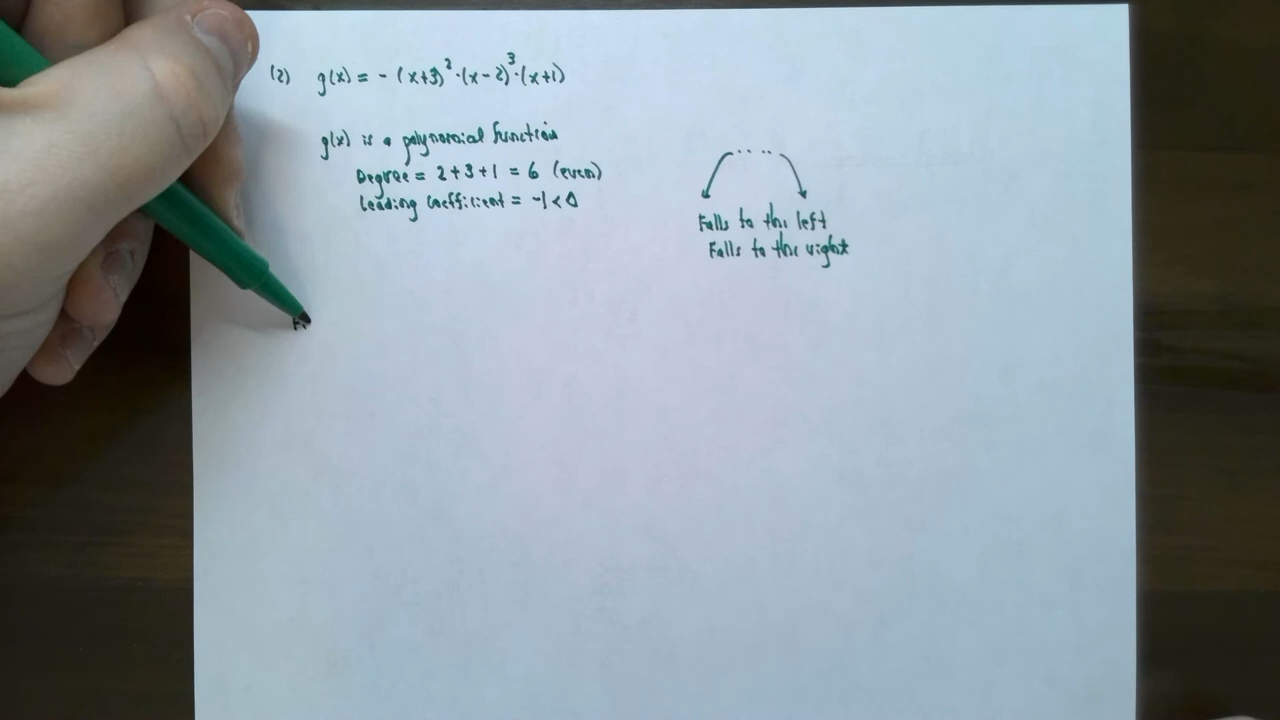 (2) g(x) = - (x+3)²·(x-2)³·(x+1)
g(x) is a polynomial function
Degree = 2+3+1 = 6 (even)
Leading Coefficient = -1 < 0
Falls to the left
Falls to the right